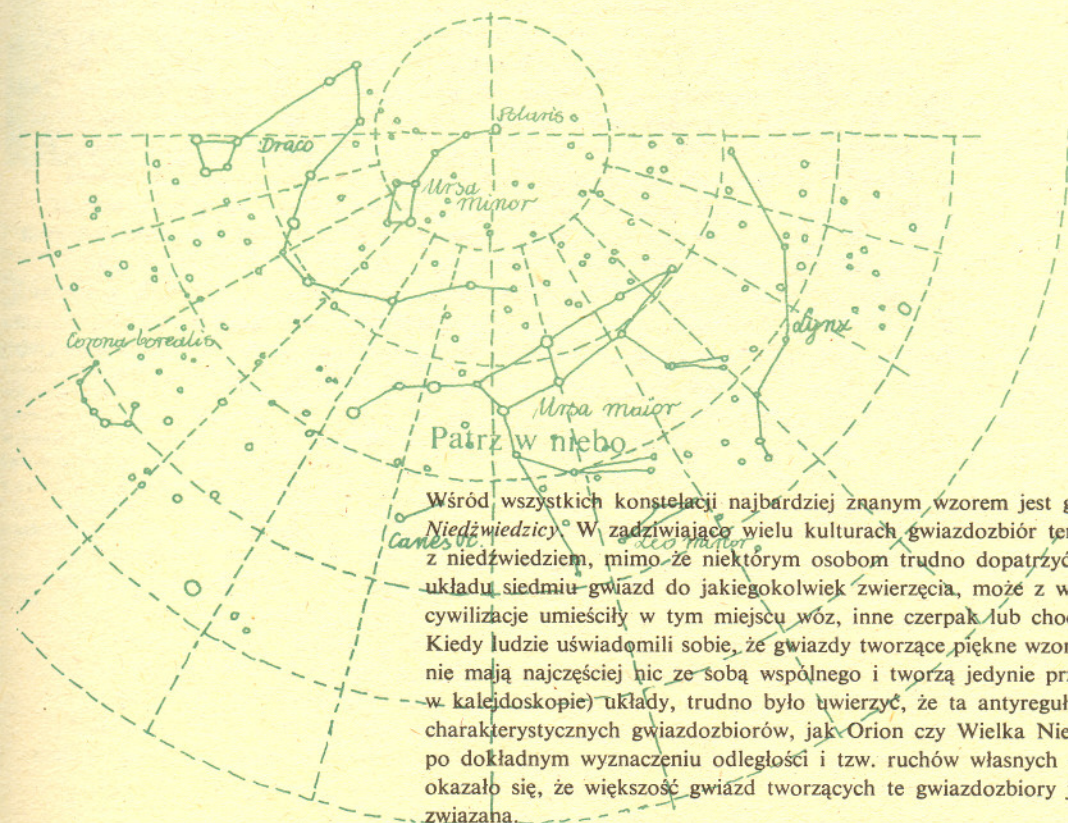 Polaris
Draco
Ursa
minor
Corona borealis
Lynx
Ursa maior
Patrz w niebo
Wśród wszystkich konstelacji najbardziej znanym wzorem jest g
Niedźwiedzicy. W zadziwiająco wielu kulturach gwiazdozbiór ter
Canes Ve.
Leo minor
z niedźwiedziem, mimo że niektórym osobom trudno dopatrzyć
układu siedmiu gwiazd do jakiegokolwiek zwierzęcia, może z w
cywilizacje umieściły w tym miejscu wóz, inne czerpak lub choc
Kiedy ludzie uświadomili sobie, że gwiazdy tworzące piękne wzor
nie mają najczęściej nic ze sobą wspólnego i tworzą jedynie prz
w kalejdoskopie) układy, trudno było uwierzyć, że ta antyreguł
charakterystycznych gwiazdozbiorów, jak Orion czy Wielka Nie
po dokładnym wyznaczeniu odległości i tzw. ruchów własnych
okazało się, że większość gwiazd tworzących te gwiazdozbiory j
związana.